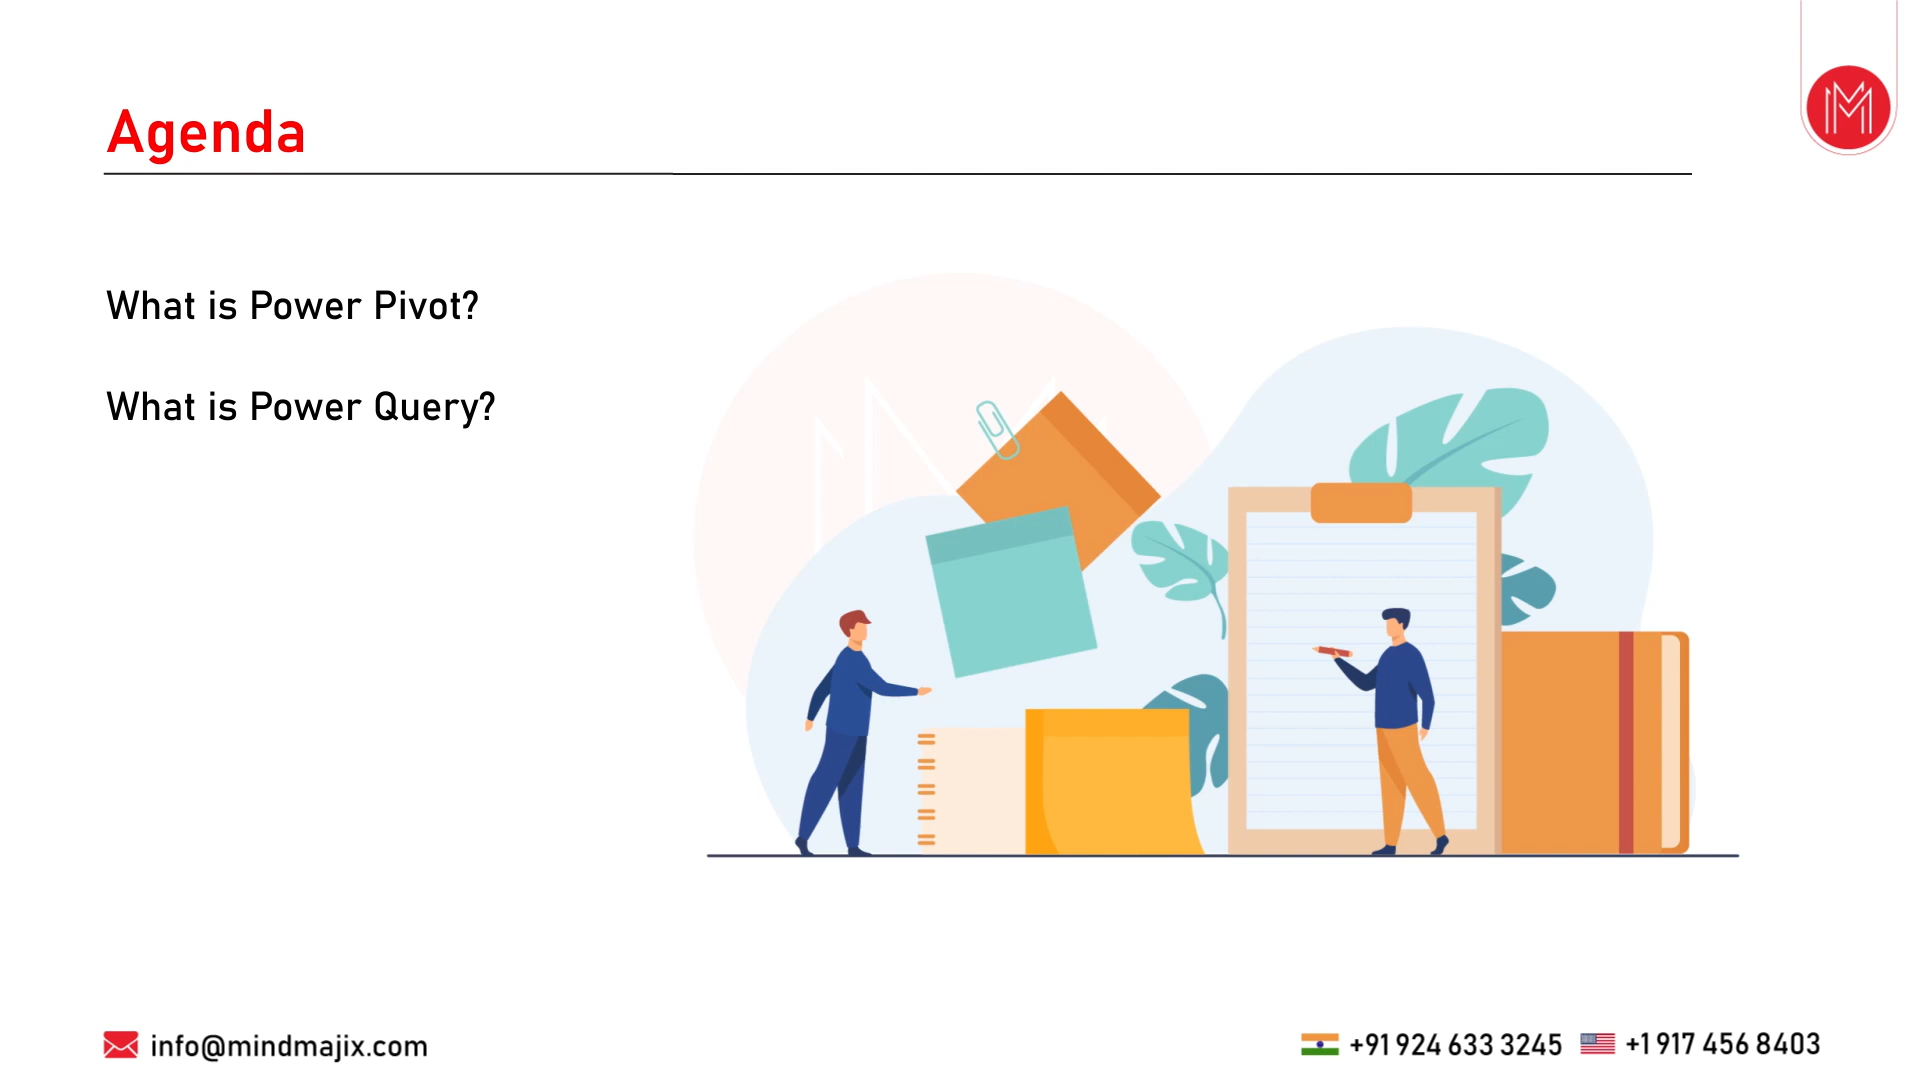 Agenda
What is Power Pivot?
What is Power Query?
info@mindmajix.com
+91 924 633 3245
+1 917 456 8403